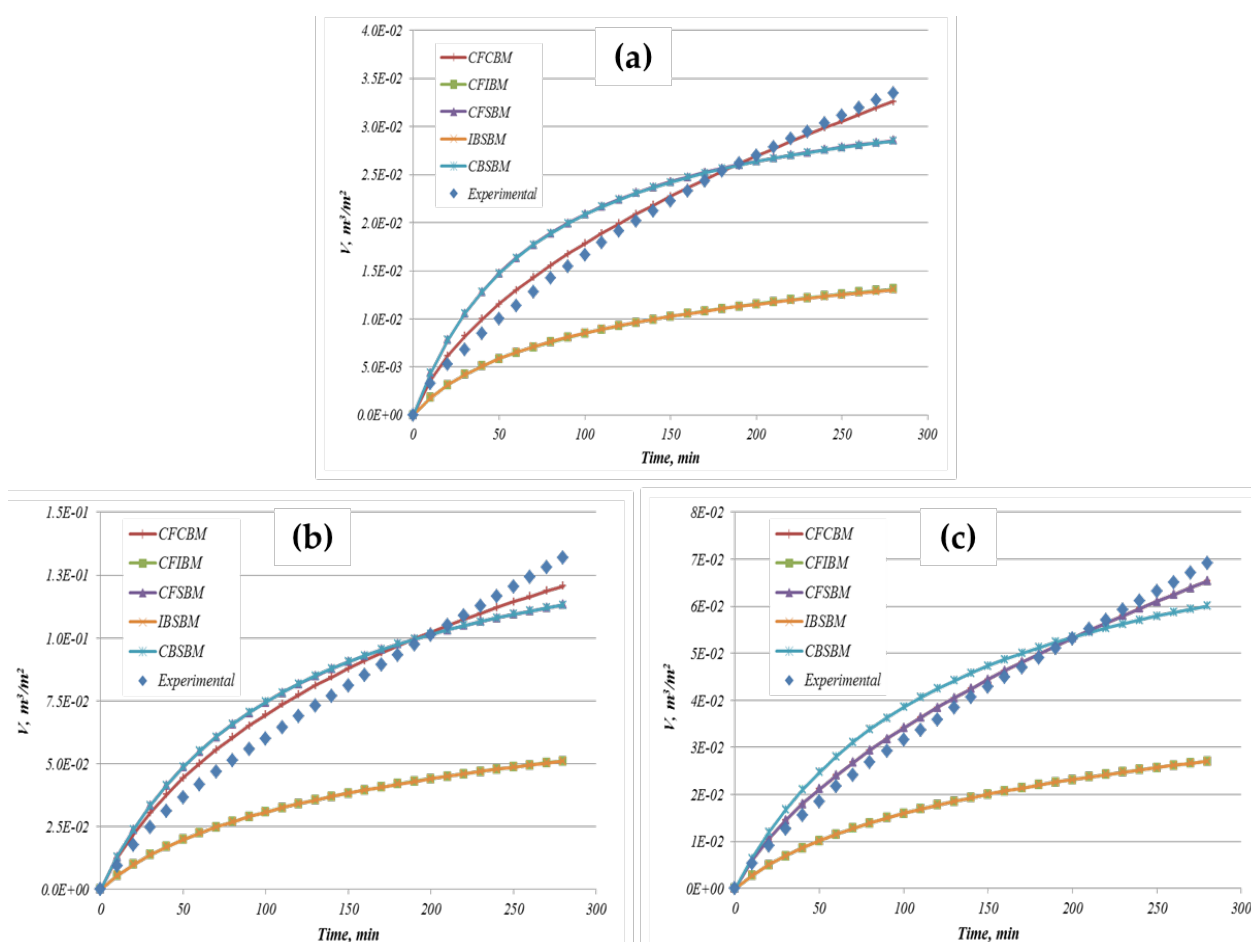 (a)
4.0E-02
3.5E-02
3.0E-02
2.5E-02
2.0E-02
1.5E-02
1.0E-02
5.0E-03
0.0E+00
V, m³/m²
CFCBM
CFIBM
CFSBM
IBSBM
CBSBM
Experimental
0 50 100 150 200 250 300
Time, min
(b)
1.5E-01
1.3E-01
1.0E-01
7.5E-02
5.0E-02
2.5E-02
0.0E+00
V, m³/m²
CFCBM
CFIBM
CFSBM
IBSBM
CBSBM
Experimental
0 50 100 150 200 250 300
Time, min
(c)
8E-02
7E-02
6E-02
5E-02
4E-02
3E-02
2E-02
1E-02
0E+00
V, m³/m²
CFCBM
CFIBM
CFSBM
IBSBM
CBSBM
Experimental
0 50 100 150 200 250 300
Time, min